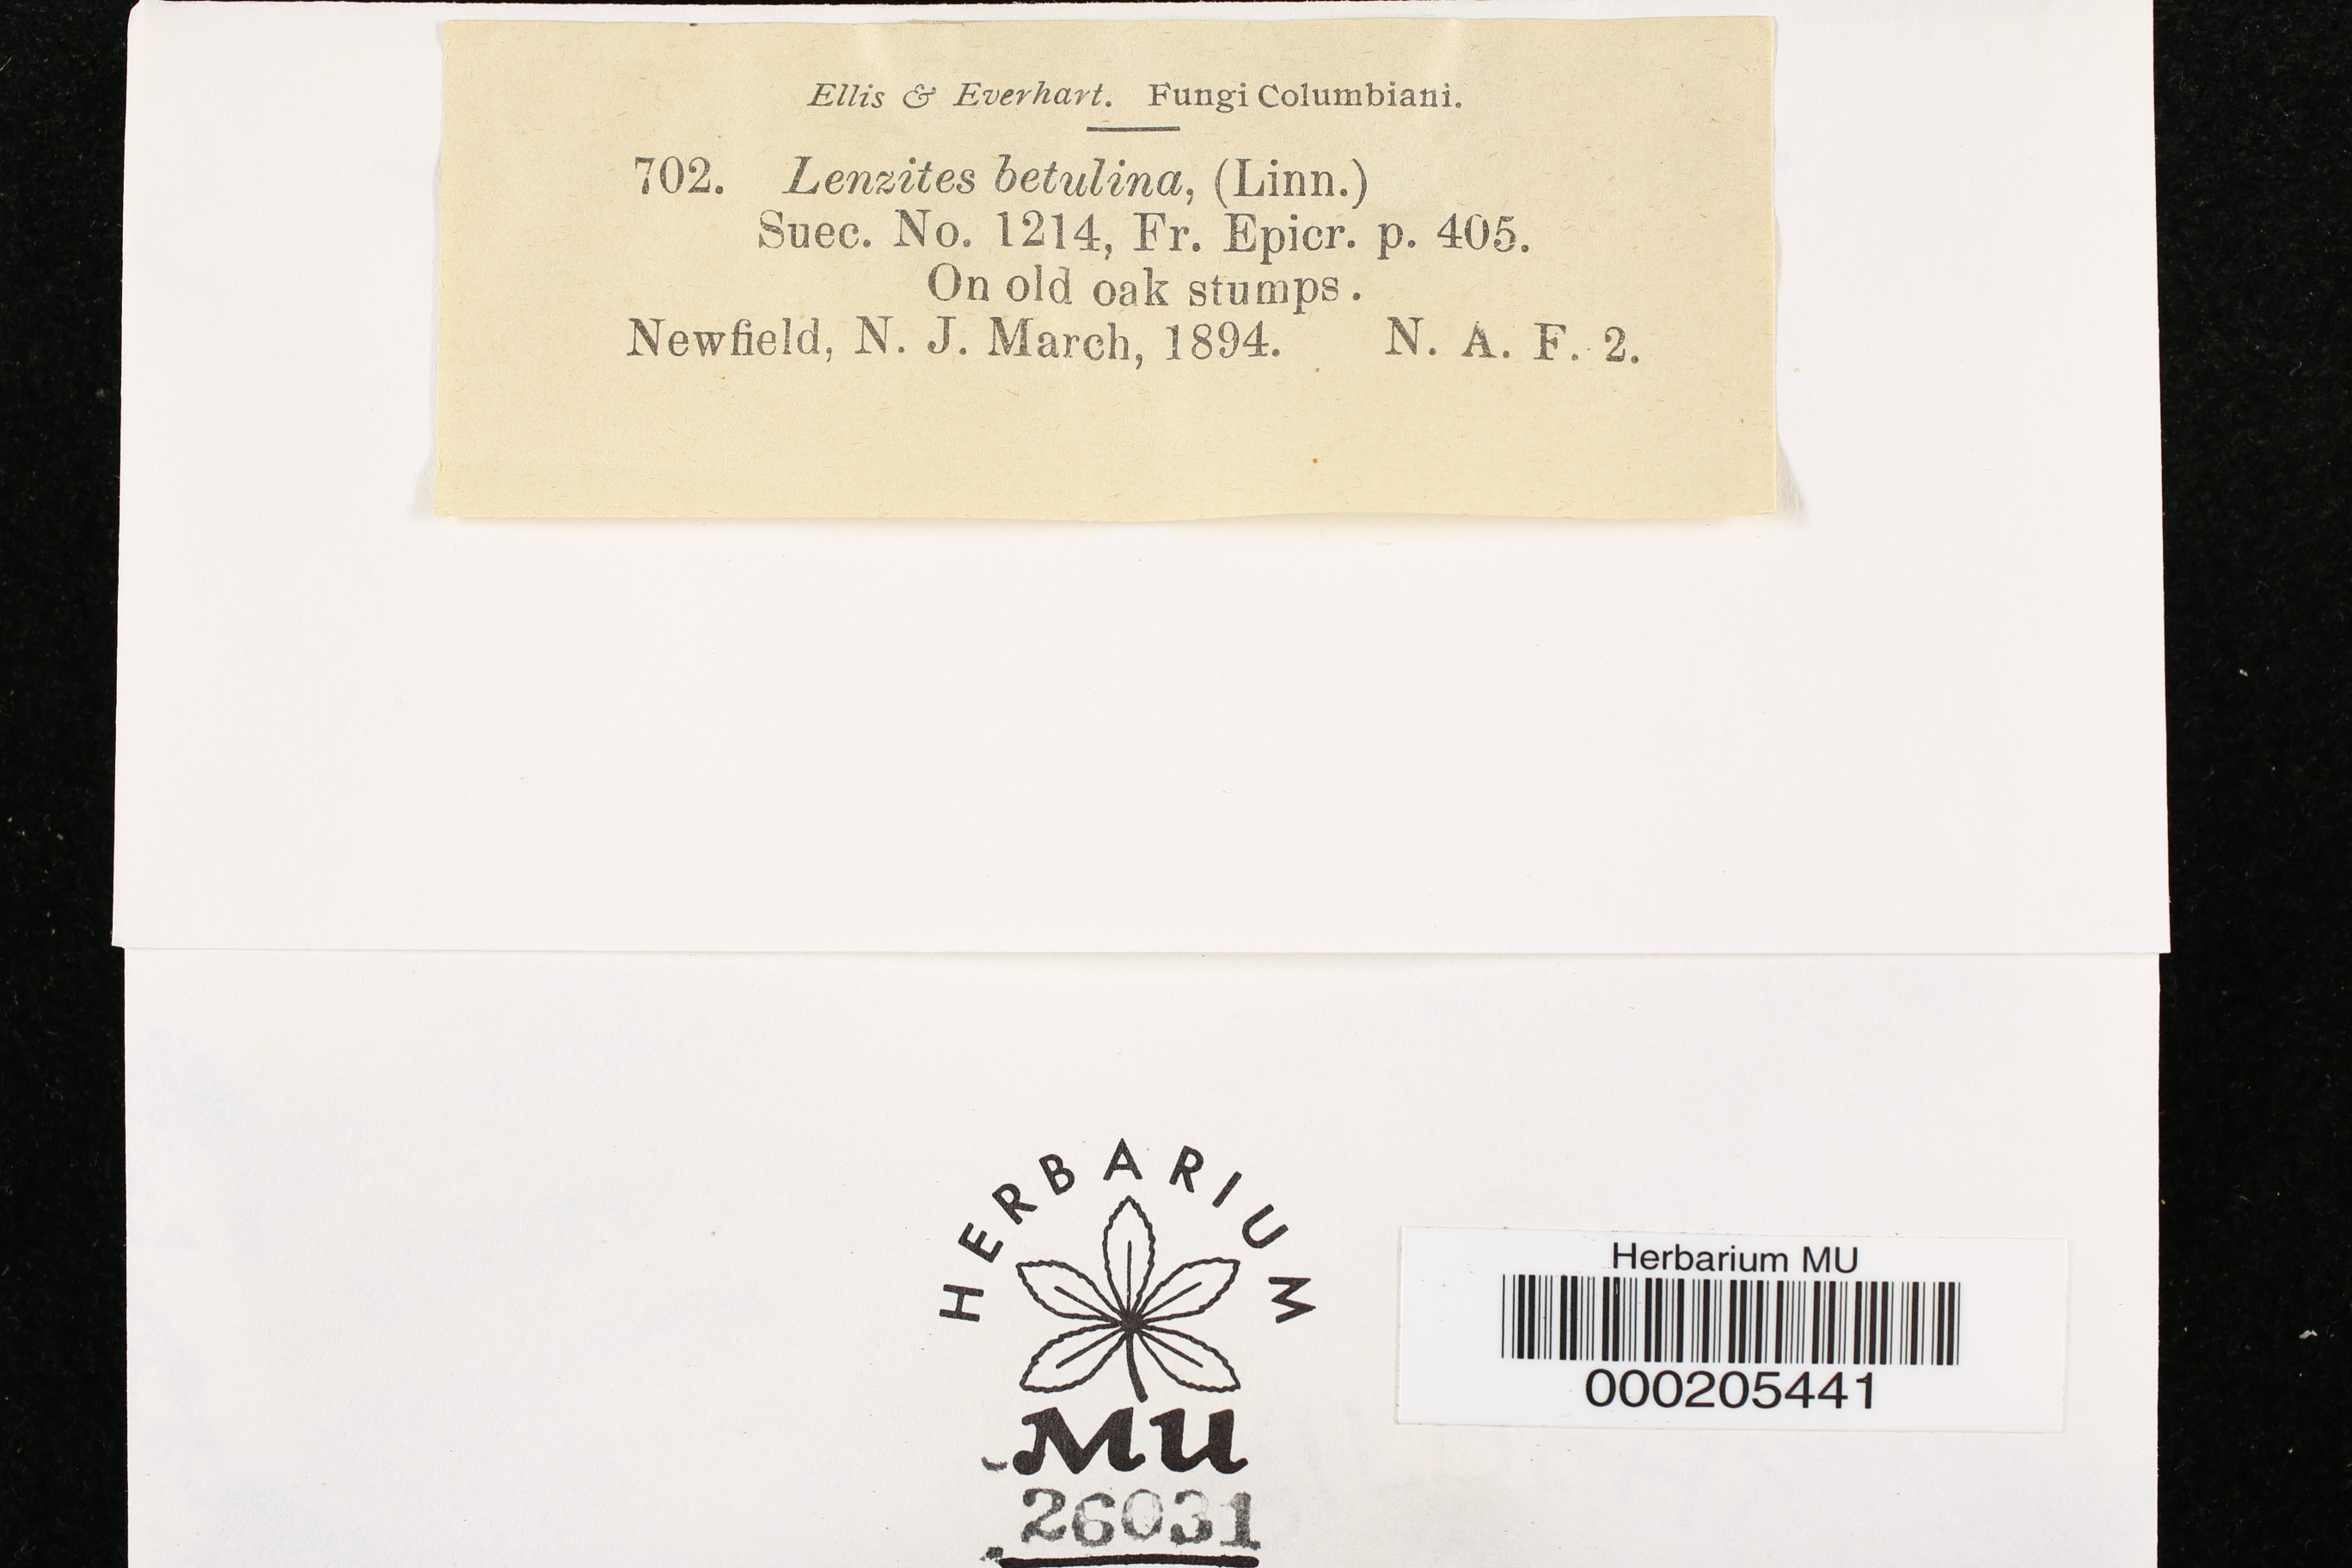 Ellis & Everhart. Fungi Columbiani.
702. Lenzites betulina, (Linn.)
Suec. No. 1214, Fr. Epicr. p. 405.
On old oak stumps.
Newfield, N. J. March, 1894. N. A. F. 2.
HERBARIUM
MU
26031
Herbarium MU
000205441